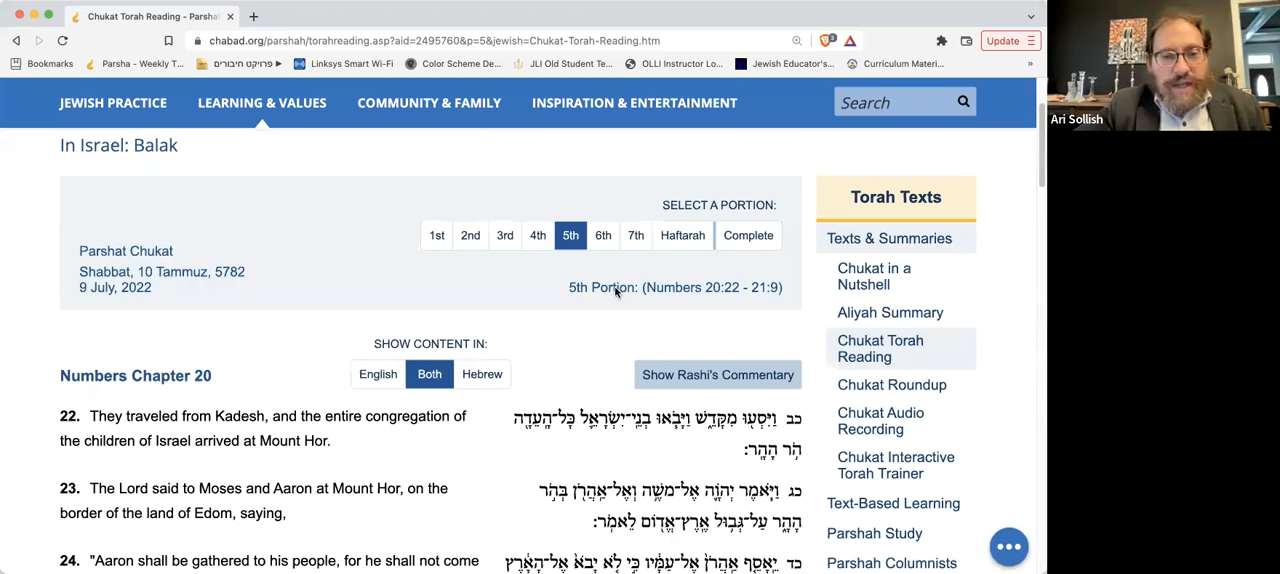 Chukat Torah Reading - Parsha
chabad.org/parshah/torahreading.asp?aid=2495760&p=5&jewish=Chukat-Torah-Reading.htm
Update
Bookmarks
Parsha - Weekly T...
פרויקט חיבורים
Linksys Smart Wi-Fi
Color Scheme De...
JLI Old Student Te...
OLLI Instructor Lo...
Jewish Educator's...
Curriculum Materi...
»
JEWISH PRACTICE
LEARNING & VALUES
COMMUNITY & FAMILY
INSPIRATION & ENTERTAINMENT
Search
In Israel: Balak
SELECT A PORTION:
1st 2nd 3rd 4th 5th 6th 7th Haftarah Complete
Parshat Chukat
Shabbat, 10 Tammuz, 5782
9 July, 2022
5th Portion: (Numbers 20:22 - 21:9)
SHOW CONTENT IN:
English Both Hebrew
Show Rashi's Commentary
Numbers Chapter 20
22. They traveled from Kadesh, and the entire congregation of
the children of Israel arrived at Mount Hor.
כב וַיִּסְע֖וּ מִקָּדֵ֑שׁ וַיָּבֹ֧אוּ בְנֵֽי־יִשְׂרָאֵ֛ל כָּל־הָֽעֵדָ֖ה
הֹ֥ר הָהָֽר:
23. The Lord said to Moses and Aaron at Mount Hor, on the
border of the land of Edom, saying,
כג וַיֹּ֧אמֶר יְהֹוָ֛ה אֶל־משֶׁ֥ה וְאֶל־אַֽהֲרֹ֖ן בְּהֹ֣ר
הָהָ֑ר עַל־גְּב֥וּל אֶֽרֶץ־אֱד֖וֹם לֵאמֹֽר:
24. "Aaron shall be gathered to his people, for he shall not come
כד יֵֽאָסֵ֤ף אַֽהֲרֹן֙ אֶל־עַמָּ֔יו כִּ֣י לֹ֤א יָבֹא֙ אֶל־הָאָ֔רֶץ
Torah Texts
Texts & Summaries
Chukat in a
Nutshell
Aliyah Summary
Chukat Torah
Reading
Chukat Roundup
Chukat Audio
Recording
Chukat Interactive
Torah Trainer
Text-Based Learning
Parshah Study
Parshah Columnists
Ari Sollish